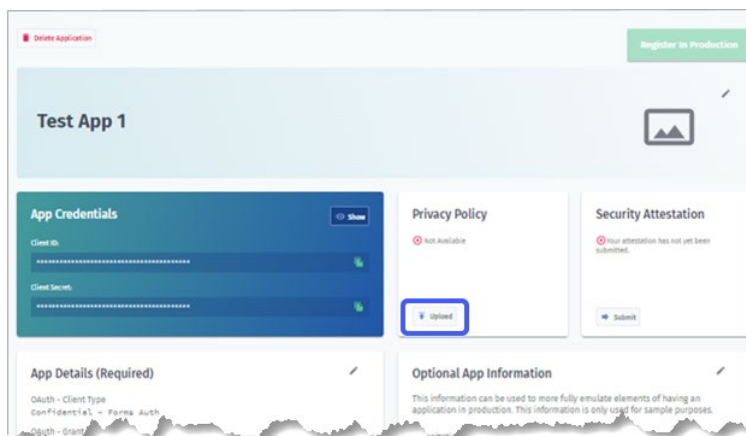 Delete Application
Register In Production
Test App 1
App Credentials
Show
Client ID:
****************************************
Client Secret:
****************************************
Privacy Policy
Not Available
Upload
Security Attestation
Your attestation has not yet been
submitted.
Submit
App Details (Required)
OAuth - Client Type
Confidential - Forms Auth
OAuth - Grant
Optional App Information
This information can be used to more fully emulate elements of having an
application in production. This information is only used for sample purposes.